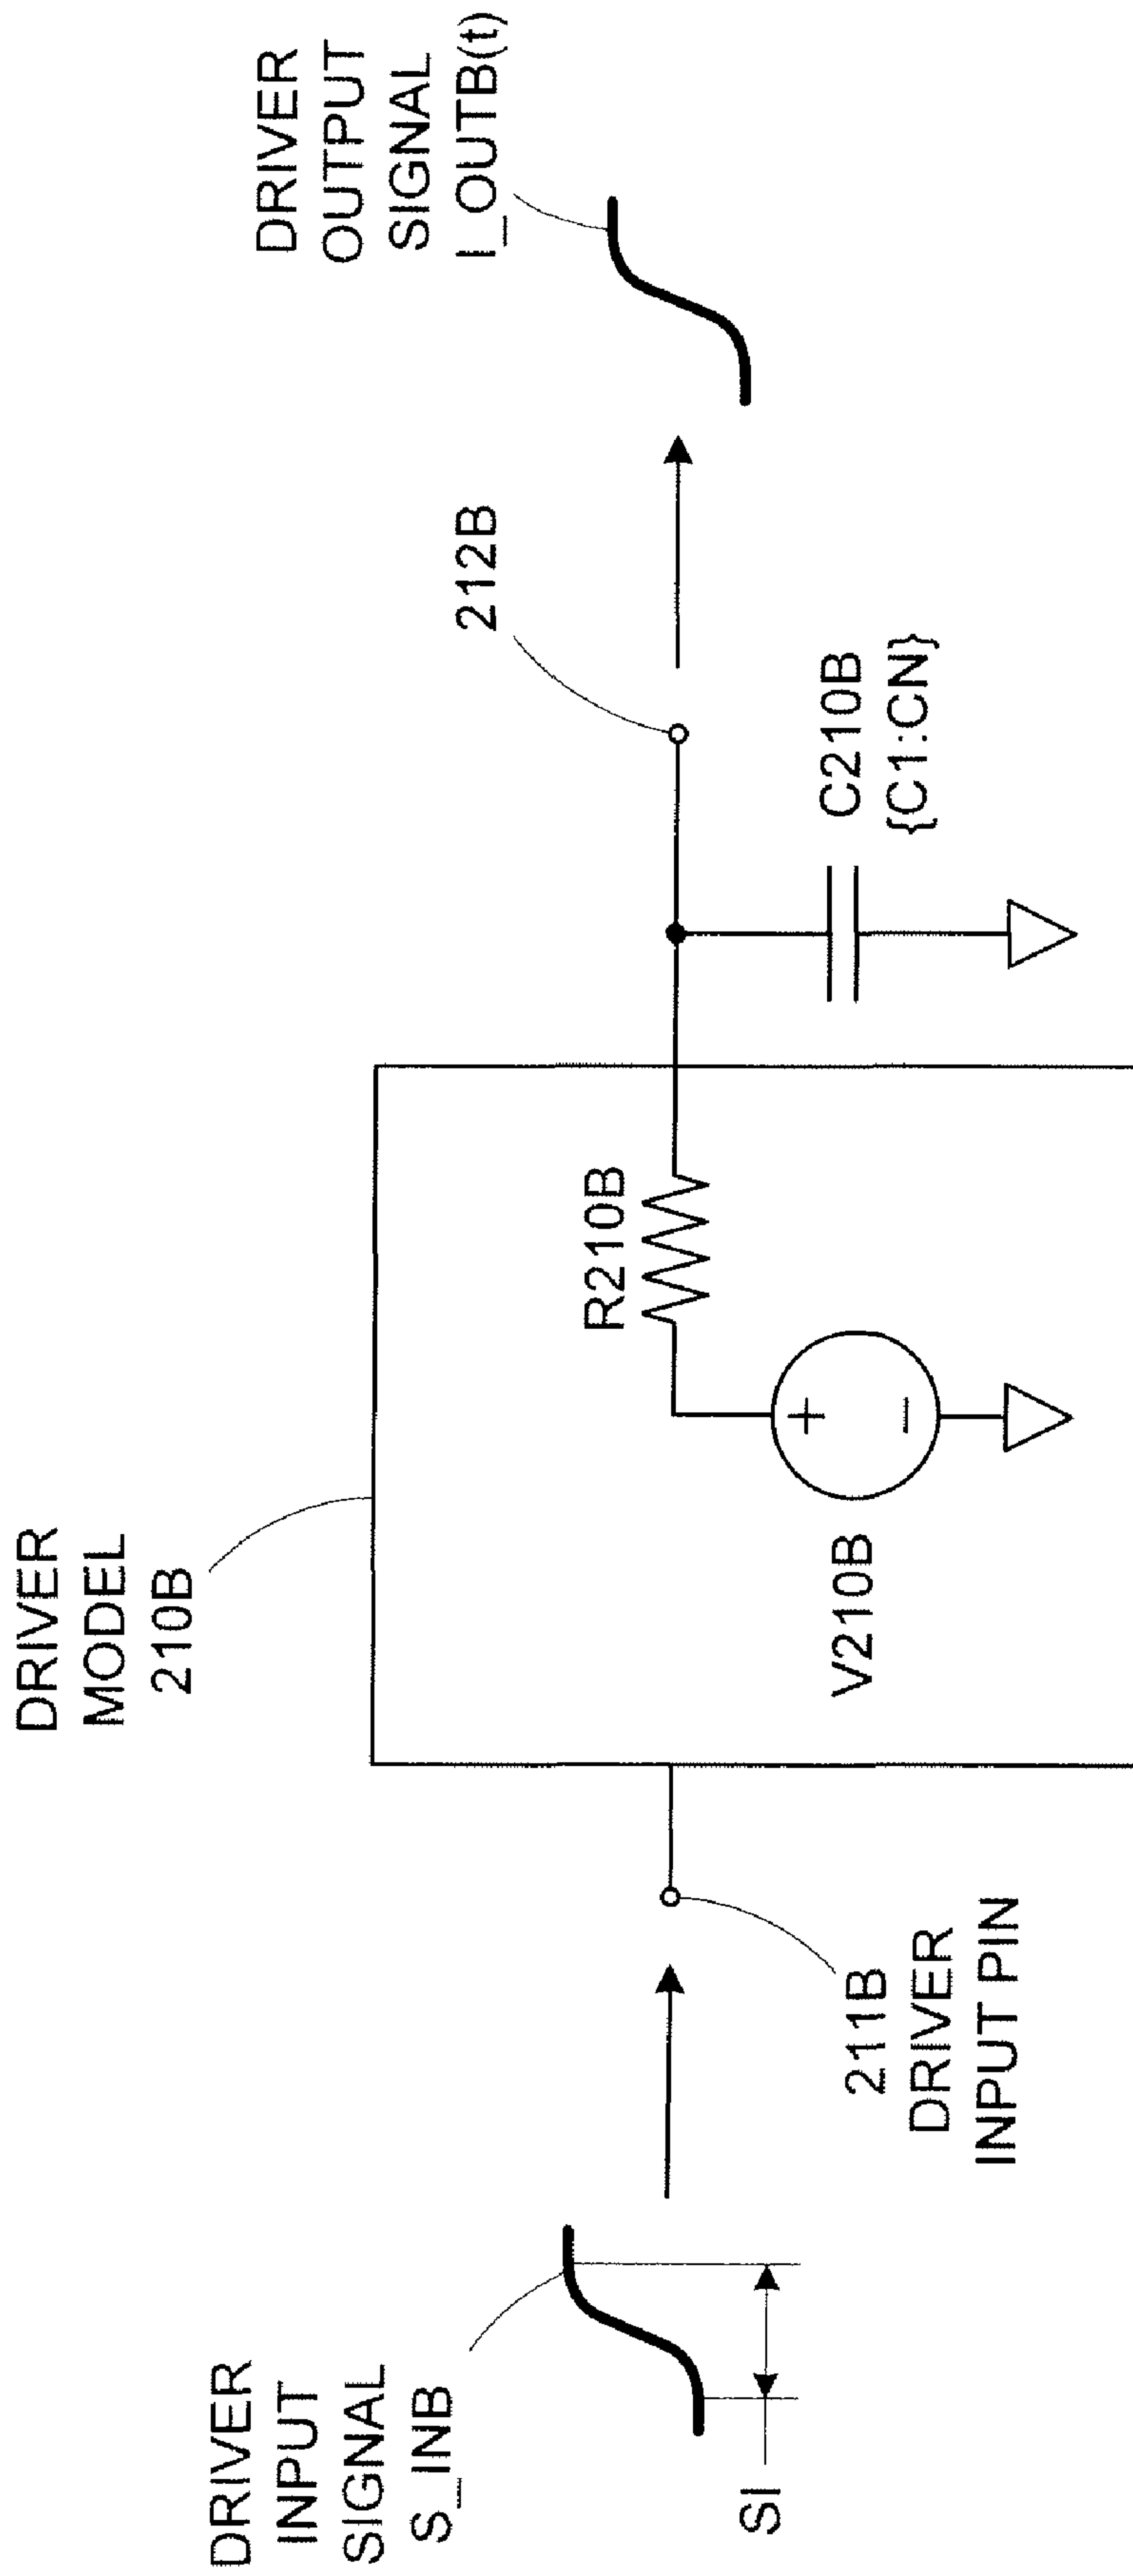 DRIVER
INPUT
SIGNAL
S_INB
SI
211B
DRIVER
INPUT PIN
DRIVER
MODEL
210B
V210B
+
–
R210B
C210B
{C1:CN}
212B
DRIVER
OUTPUT
SIGNAL
I_OUTB(t)